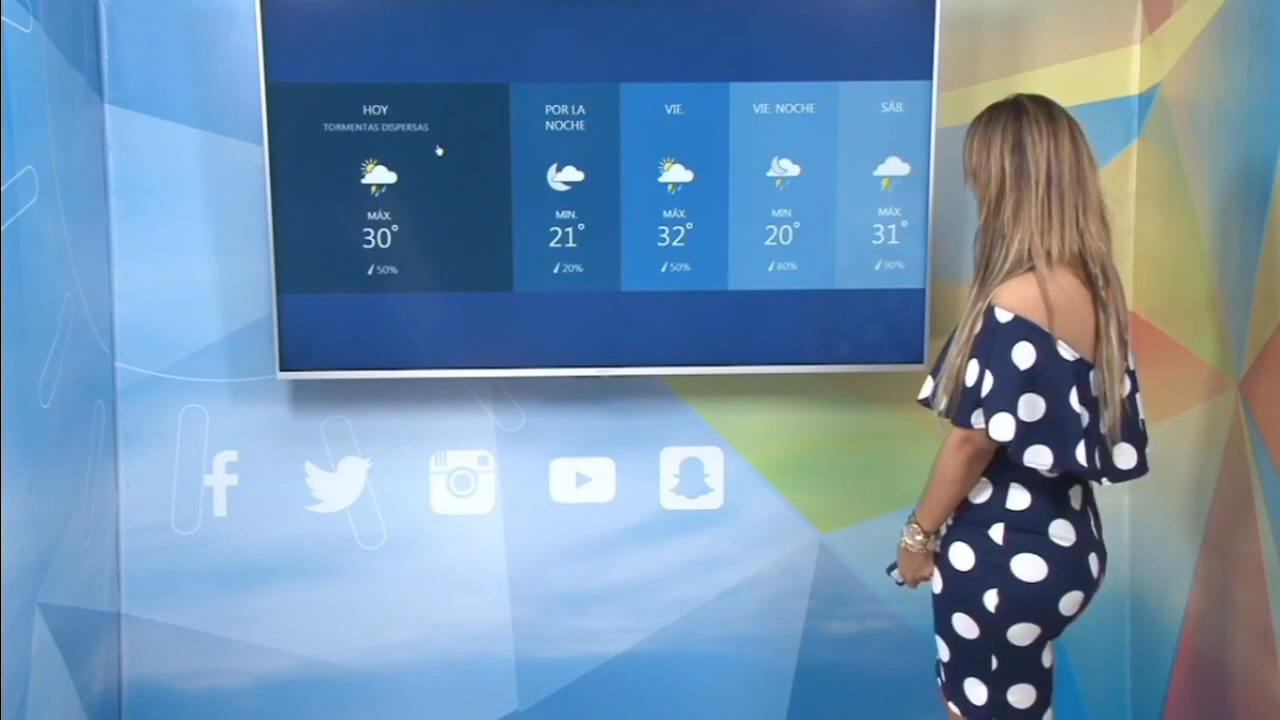 HOY
TORMENTAS DISPERSAS
MÁX.
30°
50%
POR LA
NOCHE
MIN.
21°
20%
VIE.
MÁX.
32°
50%
VIE. NOCHE
MIN.
20°
80%
SÁB.
MÁX.
31°
90%